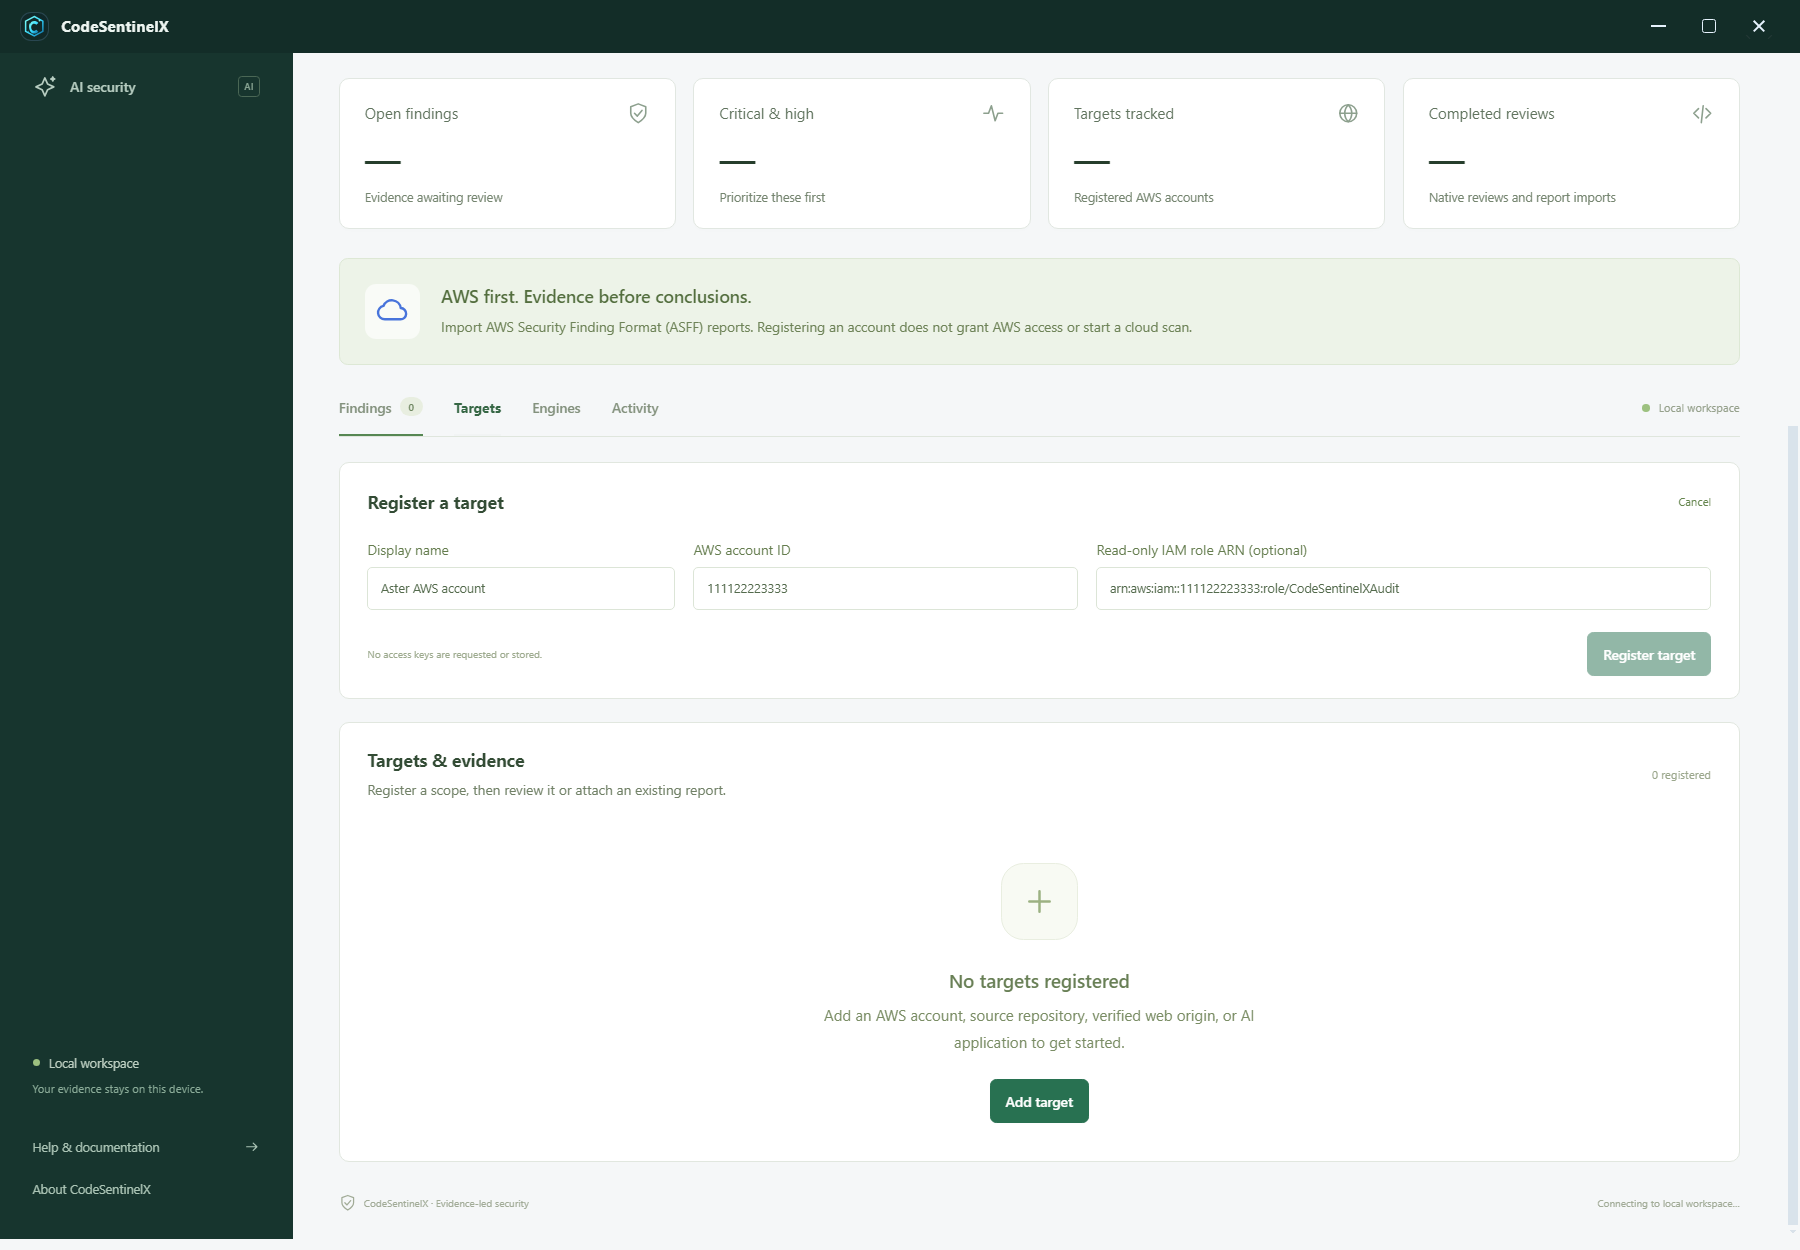 CodeSentinelX
AI security
AI
Open findings
Evidence awaiting review
Critical & high
Prioritize these first
Targets tracked
Registered AWS accounts
Completed reviews
Native reviews and report imports
AWS first. Evidence before conclusions.
Import AWS Security Finding Format (ASFF) reports. Registering an account does not grant AWS access or start a cloud scan.
Findings 0 Targets Engines Activity
Local workspace
Register a target
Cancel
Display name
Aster AWS account
AWS account ID
111122223333
Read-only IAM role ARN (optional)
arn:aws:iam::111122223333:role/CodeSentinelXAudit
No access keys are requested or stored.
Register target
Targets & evidence
Register a scope, then review it or attach an existing report.
0 registered
No targets registered
Add an AWS account, source repository, verified web origin, or AI
application to get started.
Add target
Local workspace
Your evidence stays on this device.
Help & documentation
About CodeSentinelX
CodeSentinelX · Evidence-led security
Connecting to local workspace...